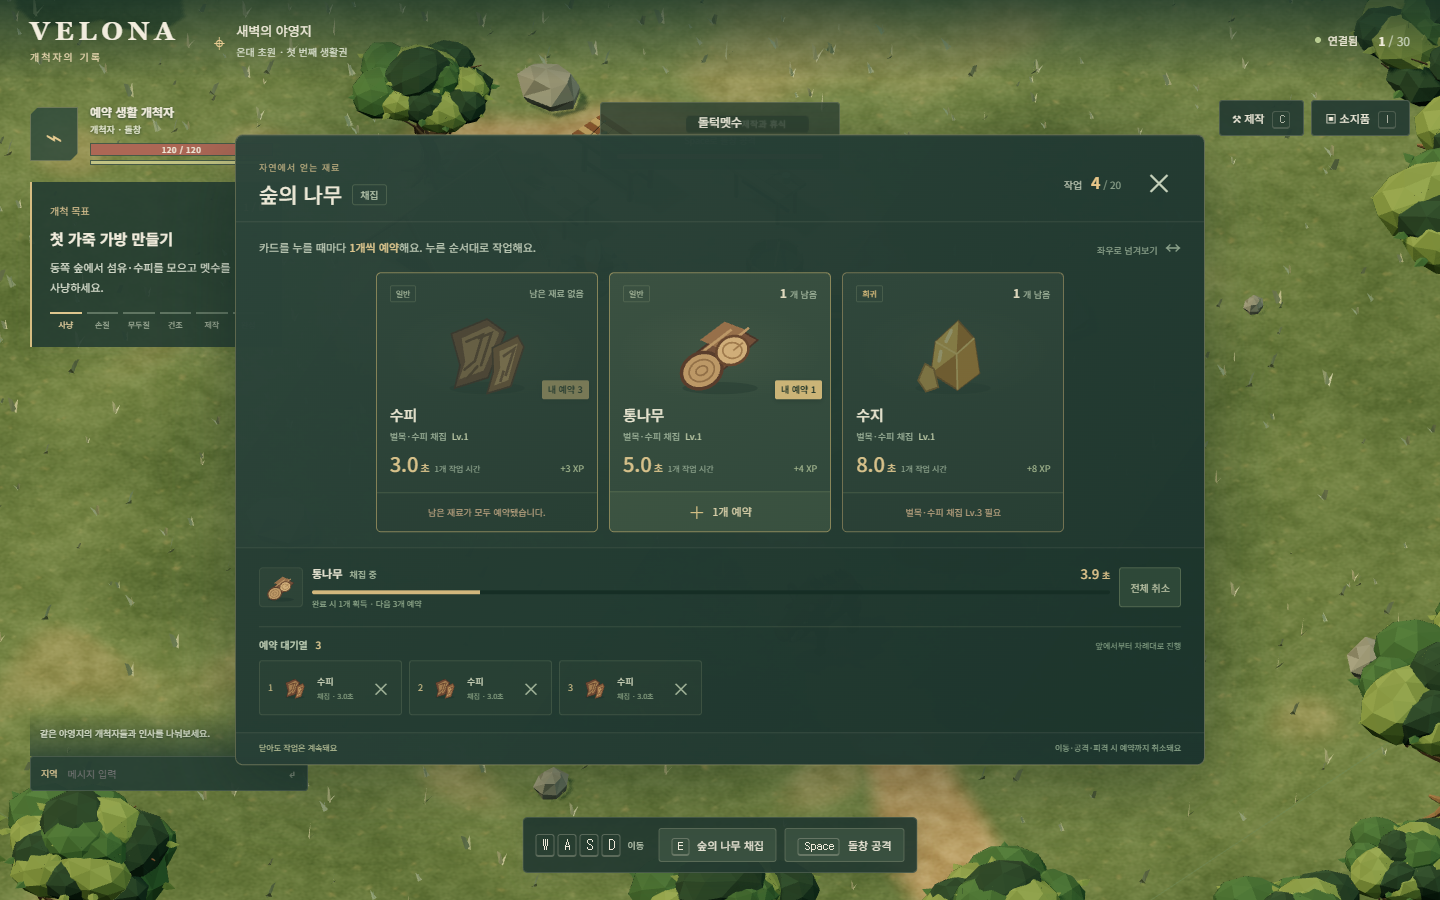 VELONA
개척자의 기록
새벽의 야영지
온대 초원 · 첫 번째 생활권
연결됨 1 / 30
예약 생활 개척자
개척자 · 돌창
120 / 120
돌턱멧수
제작 C
소지품 I
개척 목표
첫 가죽 가방 만들기
동쪽 숲에서 섬유·수피를 모으고 멧수를
사냥하세요.
사냥 손질 무두질 건조 제작
자연에서 얻는 재료
숲의 나무 채집
작업 4 / 20
카드를 누를 때마다 1개씩 예약해요. 누른 순서대로 작업해요.
좌우로 넘겨보기
일반 남은 재료 없음
내 예약 3
수피
벌목·수피 채집 Lv.1
3.0초 1개 작업 시간 +3 XP
남은 재료가 모두 예약됐습니다.
일반 1 개 남음
내 예약 1
통나무
벌목·수피 채집 Lv.1
5.0초 1개 작업 시간 +4 XP
1개 예약
희귀 1 개 남음
수지
벌목·수피 채집 Lv.1
8.0초 1개 작업 시간 +8 XP
벌목·수피 채집 Lv.3 필요
통나무 채집 중
3.9 초
완료 시 1개 획득 · 다음 3개 예약
전체 취소
예약 대기열 3
앞에서부터 차례대로 진행
1 수피
채집 · 3.0초
2 수피
채집 · 3.0초
3 수피
채집 · 3.0초
닫아도 작업은 계속돼요
이동·공격·피격 시 예약까지 취소돼요
같은 야영지의 개척자들과 인사를 나눠보세요.
지역 메시지 입력
W A S D 이동
E 숲의 나무 채집
Space 돌창 공격